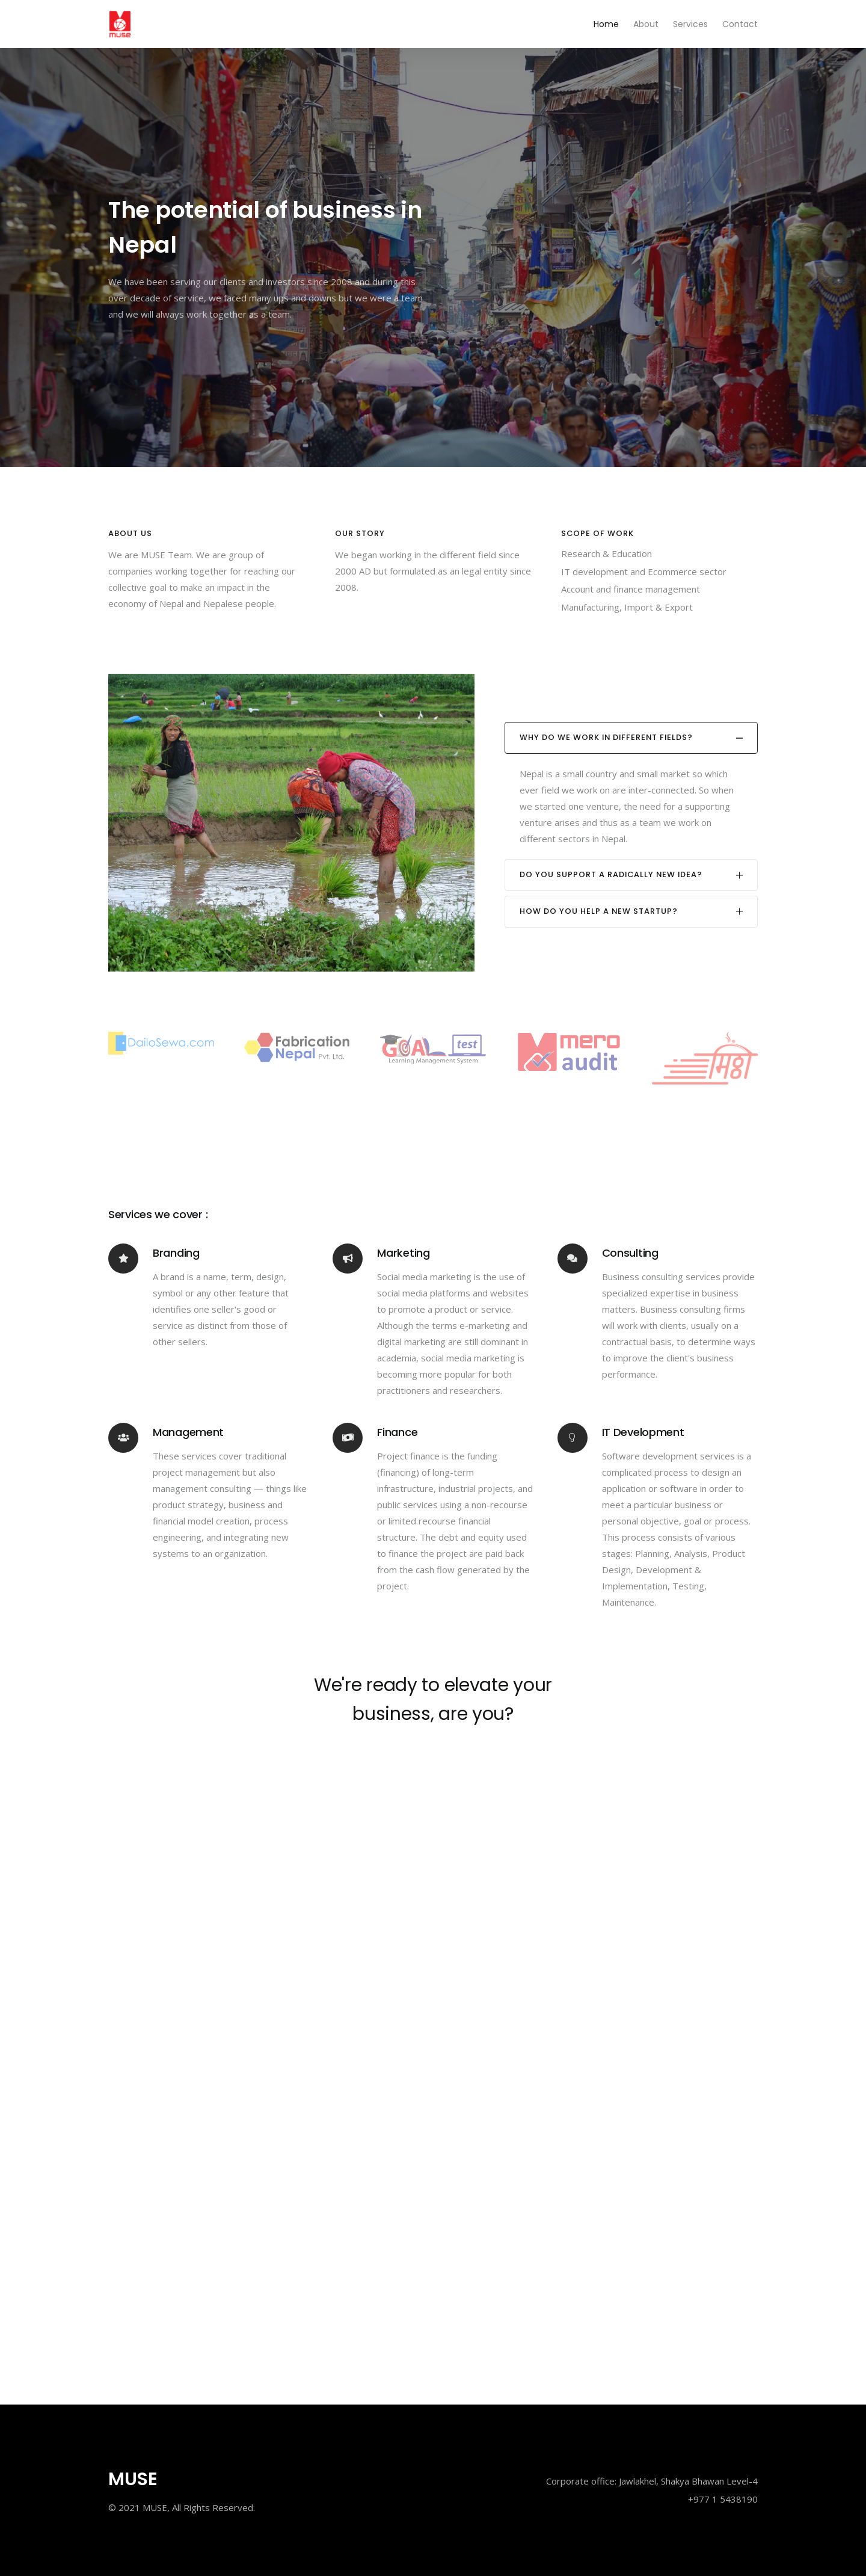 MUSE
Home About Services Contact
The potential of business in
Nepal
We have been serving our clients and investors since 2008 and during this
over decade of service, we faced many ups and downs but we were a team
and we will always work together as a team.
ABOUT US
We are MUSE Team. We are group of
companies working together for reaching our
collective goal to make an impact in the
economy of Nepal and Nepalese people.
OUR STORY
We began working in the different field since
2000 AD but formulated as an legal entity since
2008.
SCOPE OF WORK
Research & Education
IT development and Ecommerce sector
Account and finance management
Manufacturing, Import & Export
WHY DO WE WORK IN DIFFERENT FIELDS?
Nepal is a small country and small market so which
ever field we work on are inter-connected. So when
we started one venture, the need for a supporting
venture arises and thus as a team we work on
different sectors in Nepal.
DO YOU SUPPORT A RADICALLY NEW IDEA?
HOW DO YOU HELP A NEW STARTUP?
DailoSewa.com
Fabrication
Nepal Pvt. Ltd.
GOAL test
Learning Management System
mero
audit
मिठो
Services we cover :
Branding
A brand is a name, term, design,
symbol or any other feature that
identifies one seller's good or
service as distinct from those of
other sellers.
Marketing
Social media marketing is the use of
social media platforms and websites
to promote a product or service.
Although the terms e-marketing and
digital marketing are still dominant in
academia, social media marketing is
becoming more popular for both
practitioners and researchers.
Consulting
Business consulting services provide
specialized expertise in business
matters. Business consulting firms
will work with clients, usually on a
contractual basis, to determine ways
to improve the client's business
performance.
Management
These services cover traditional
project management but also
management consulting — things like
product strategy, business and
financial model creation, process
engineering, and integrating new
systems to an organization.
Finance
Project finance is the funding
(financing) of long-term
infrastructure, industrial projects, and
public services using a non-recourse
or limited recourse financial
structure. The debt and equity used
to finance the project are paid back
from the cash flow generated by the
project.
IT Development
Software development services is a
complicated process to design an
application or software in order to
meet a particular business or
personal objective, goal or process.
This process consists of various
stages: Planning, Analysis, Product
Design, Development &
Implementation, Testing,
Maintenance.
We're ready to elevate your
business, are you?
MUSE
© 2021 MUSE, All Rights Reserved.
Corporate office: Jawlakhel, Shakya Bhawan Level-4
+977 1 5438190